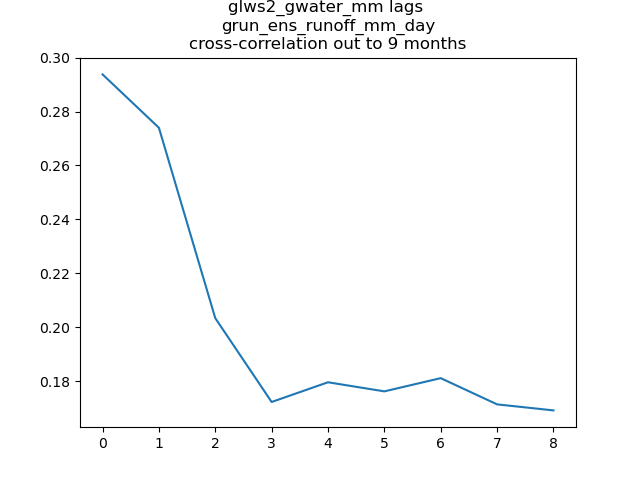 glws2_gwater_mm lags
grun_ens_runoff_mm_day
cross-correlation out to 9 months
0.30
0.28
0.26
0.24
0.22
0.20
0.18
0 1 2 3 4 5 6 7 8